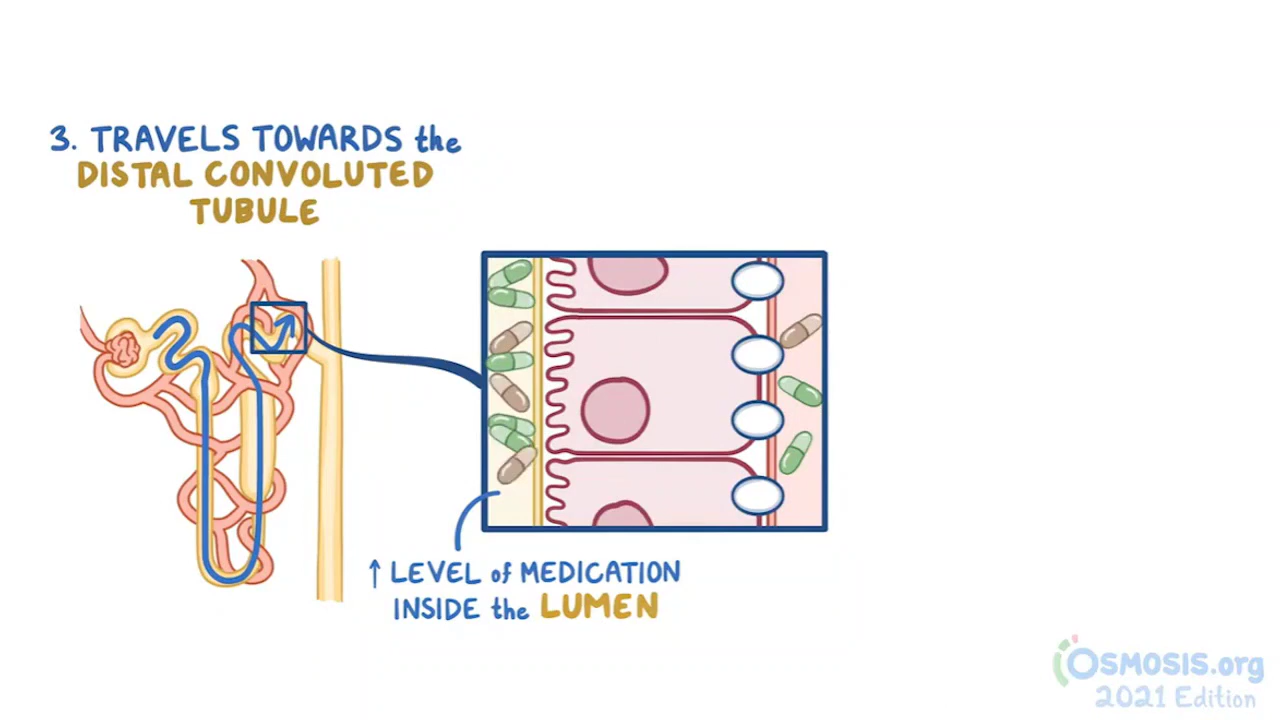 3. TRAVELS TOWARDS the
DISTAL CONVOLUTED
TUBULE
↑ LEVEL of MEDICATION
INSIDE the LUMEN
OSMOSIS.org
2021 Edition